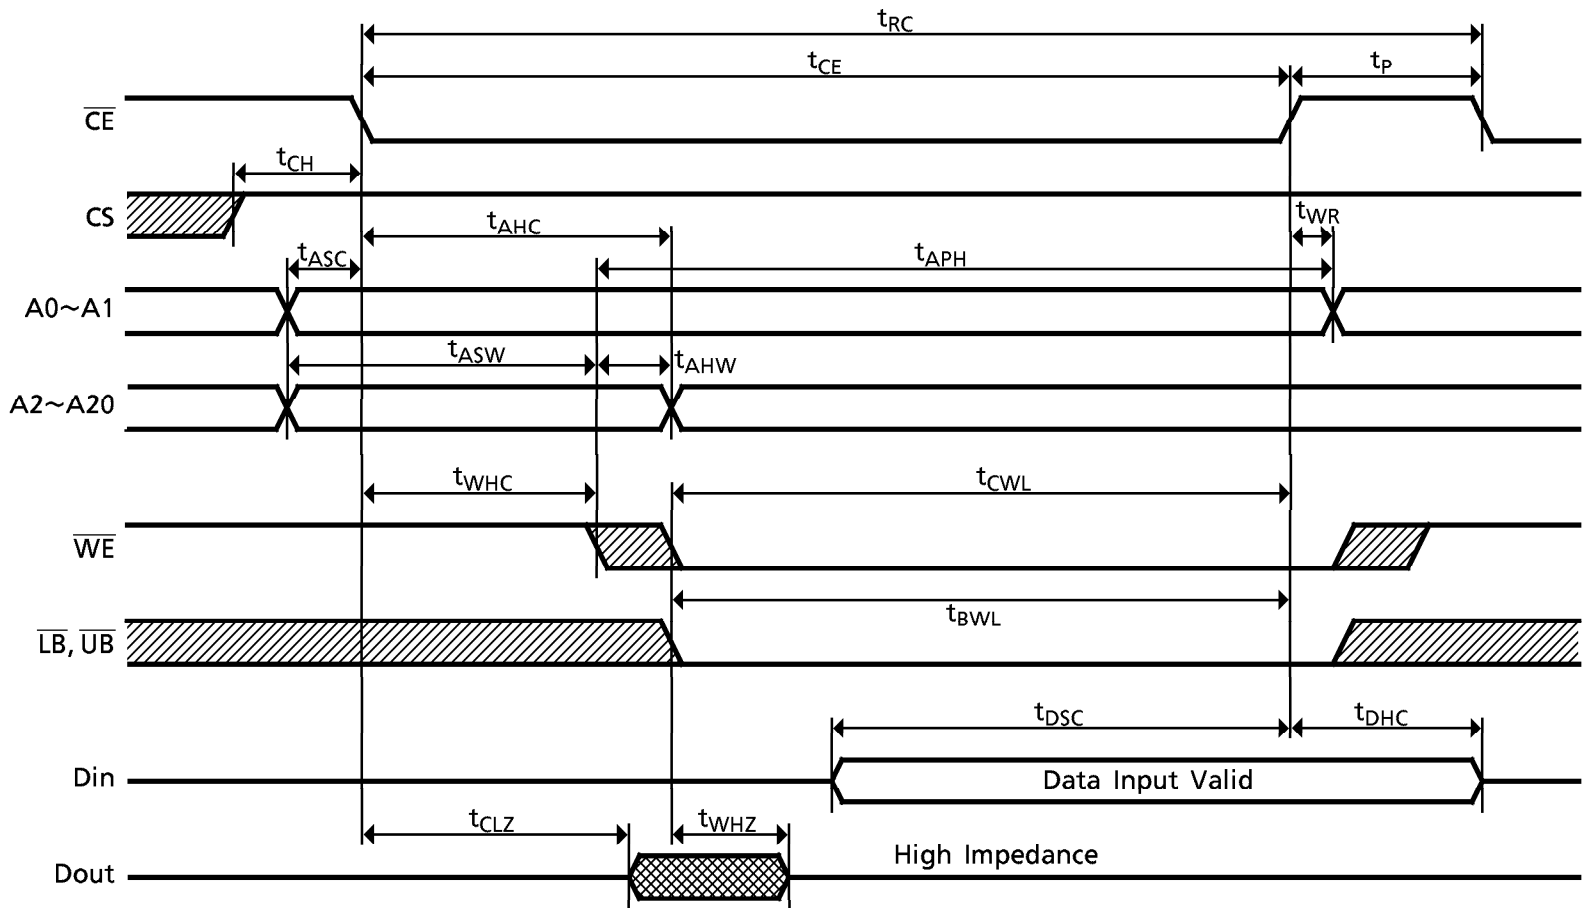 tRC
tCE
tP
CE
tCH
CS
tAHC
tWR
tASC
tAPH
A0~A1
tASW
tAHW
A2~A20
tWHC
tCWL
WE
tBWL
LB, UB
tDSC
tDHC
Din
Data Input Valid
tCLZ
tWHZ
High Impedance
Dout